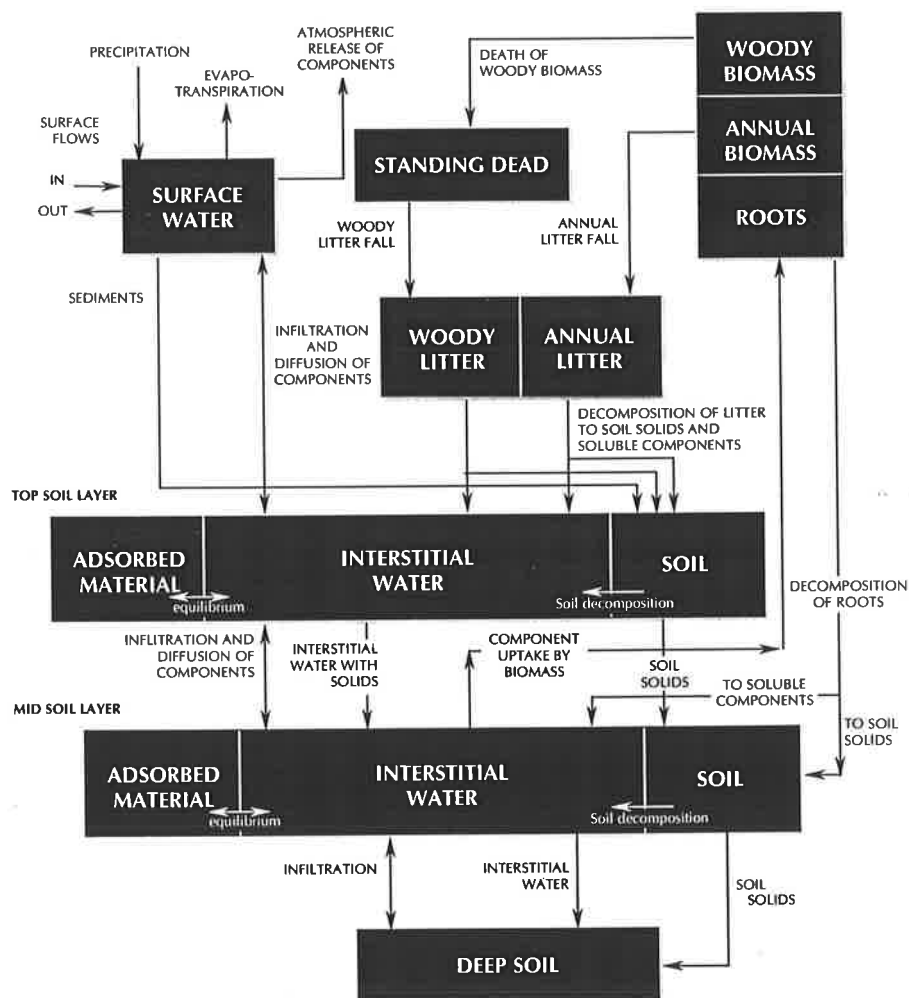 PRECIPITATION
EVAPO-
TRANSPIRATION
ATMOSPHERIC
RELEASE OF
COMPONENTS
DEATH OF
WOODY BIOMASS
WOODY
BIOMASS
ANNUAL
BIOMASS
ROOTS
SURFACE
FLOWS
IN
OUT
SURFACE
WATER
STANDING DEAD
WOODY
LITTER FALL
ANNUAL
LITTER FALL
SEDIMENTS
INFILTRATION
AND
DIFFUSION OF
COMPONENTS
WOODY
LITTER
ANNUAL
LITTER
DECOMPOSITION OF LITTER
TO SOIL SOLIDS AND
SOLUBLE COMPONENTS
TOP SOIL LAYER
ADSORBED
MATERIAL
equilibrium
INTERSTITIAL
WATER
Soil decomposition
SOIL
DECOMPOSITION
OF ROOTS
INFLITRATION AND
DIFFUSION OF
COMPONENTS
INTERSTITIAL
WATER WITH
SOLIDS
COMPONENT
UPTAKE BY
BIOMASS
SOIL
SOLIDS
TO SOLUBLE
COMPONENTS
TO SOIL
SOLIDS
MID SOIL LAYER
ADSORBED
MATERIAL
equilibrium
INTERSTITIAL
WATER
Soil decomposition
SOIL
INFILTRATION
INTERSTITIAL
WATER
SOIL
SOLIDS
DEEP SOIL